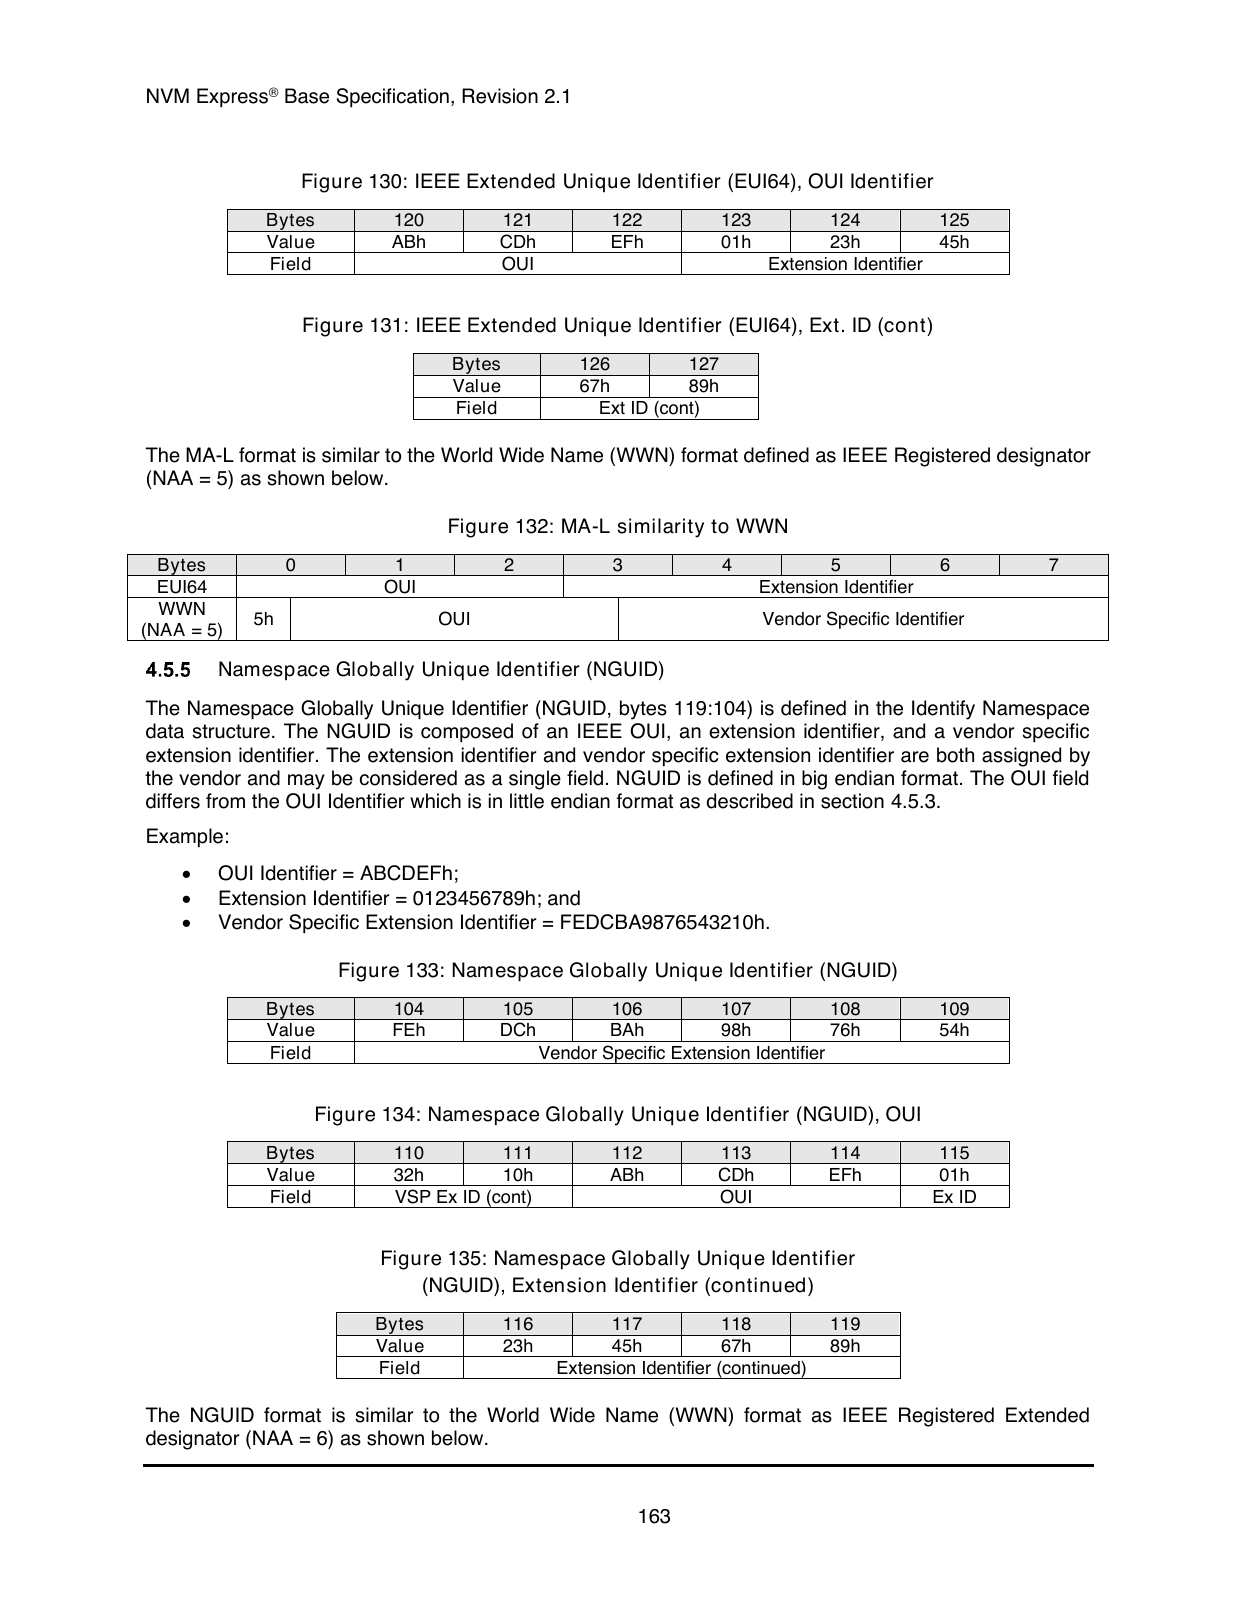 NVM Express® Base Specification, Revision 2.1
Figure 130: IEEE Extended Unique Identifier (EUI64), OUI Identifier
Bytes 120 121 122 123 124 125
Value ABh CDh EFh 01h 23h 45h
Field OUI Extension Identifier
Figure 131: IEEE Extended Unique Identifier (EUI64), Ext. ID (cont)
Bytes 126 127
Value 67h 89h
Field Ext ID (cont)
The MA-L format is similar to the World Wide Name (WWN) format defined as IEEE Registered designator
(NAA = 5) as shown below.
Figure 132: MA-L similarity to WWN
Bytes 0 1 2 3 4 5 6 7
EUI64 OUI Extension Identifier
WWN
(NAA = 5) 5h OUI Vendor Specific Identifier
4.5.5 Namespace Globally Unique Identifier (NGUID)
The Namespace Globally Unique Identifier (NGUID, bytes 119:104) is defined in the Identify Namespace
data structure. The NGUID is composed of an IEEE OUI, an extension identifier, and a vendor specific
extension identifier. The extension identifier and vendor specific extension identifier are both assigned by
the vendor and may be considered as a single field. NGUID is defined in big endian format. The OUI field
differs from the OUI Identifier which is in little endian format as described in section 4.5.3.
Example:
• OUI Identifier = ABCDEFh;
• Extension Identifier = 0123456789h; and
• Vendor Specific Extension Identifier = FEDCBA9876543210h.
Figure 133: Namespace Globally Unique Identifier (NGUID)
Bytes 104 105 106 107 108 109
Value FEh DCh BAh 98h 76h 54h
Field Vendor Specific Extension Identifier
Figure 134: Namespace Globally Unique Identifier (NGUID), OUI
Bytes 110 111 112 113 114 115
Value 32h 10h ABh CDh EFh 01h
Field VSP Ex ID (cont) OUI Ex ID
Figure 135: Namespace Globally Unique Identifier
(NGUID), Extension Identifier (continued)
Bytes 116 117 118 119
Value 23h 45h 67h 89h
Field Extension Identifier (continued)
The NGUID format is similar to the World Wide Name (WWN) format as IEEE Registered Extended
designator (NAA = 6) as shown below.
163